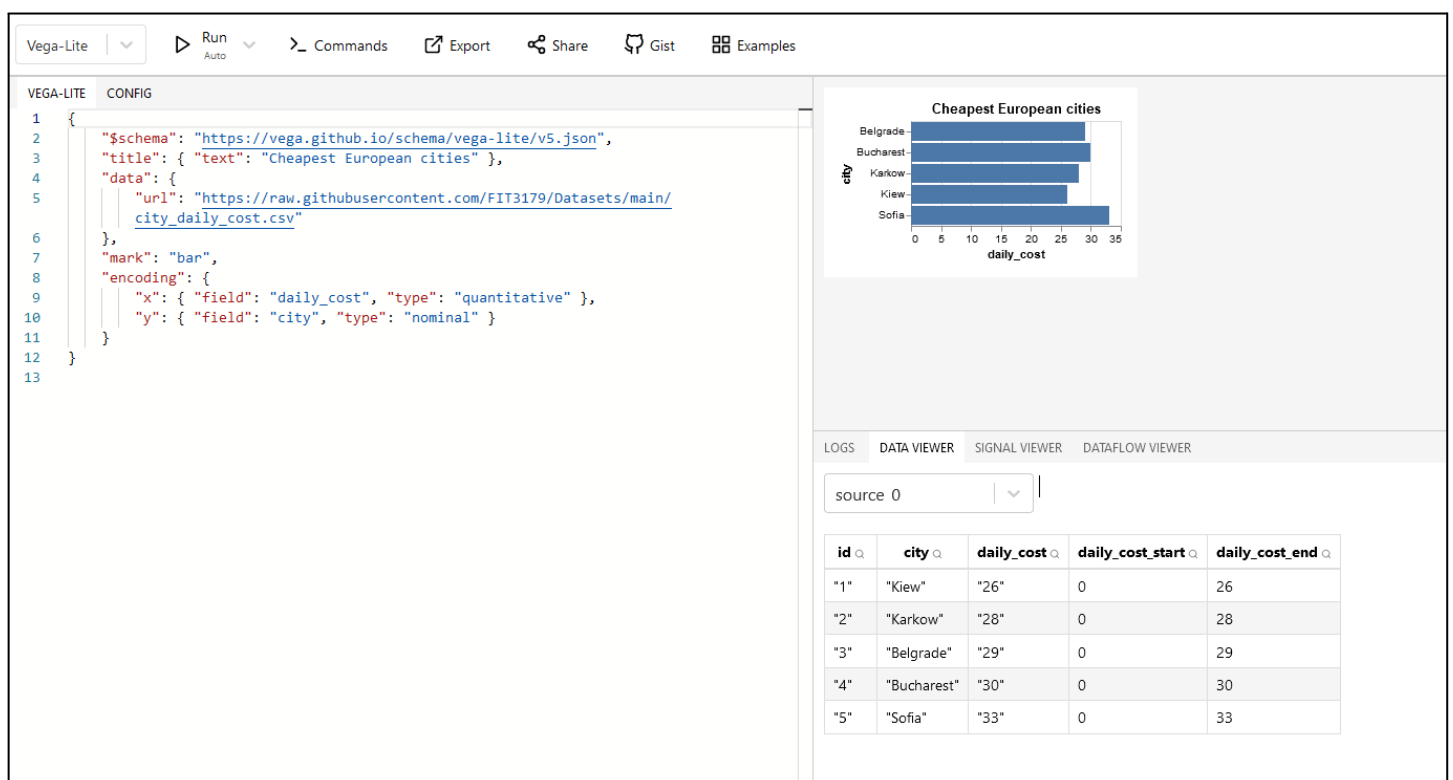 Vega-Lite
Run
Auto
Commands
Export
Share
Gist
Examples
VEGA-LITE CONFIG
1 {
2 "$schema": "https://vega.github.io/schema/vega-lite/v5.json",
3 "title": { "text": "Cheapest European cities" },
4 "data": {
5 "url": "https://raw.githubusercontent.com/FIT3179/Datasets/main/
city_daily_cost.csv"
6 },
7 "mark": "bar",
8 "encoding": {
9 "x": { "field": "daily_cost", "type": "quantitative" },
10 "y": { "field": "city", "type": "nominal" }
11 }
12 }
13
Cheapest European cities
city
Belgrade
Bucharest
Karkow
Kiew
Sofia
0 5 10 15 20 25 30 35
daily_cost
LOGS DATA VIEWER SIGNAL VIEWER DATAFLOW VIEWER
source_0
id city daily_cost daily_cost_start daily_cost_end
"1" "Kiew" "26" 0 26
"2" "Karkow" "28" 0 28
"3" "Belgrade" "29" 0 29
"4" "Bucharest" "30" 0 30
"5" "Sofia" "33" 0 33